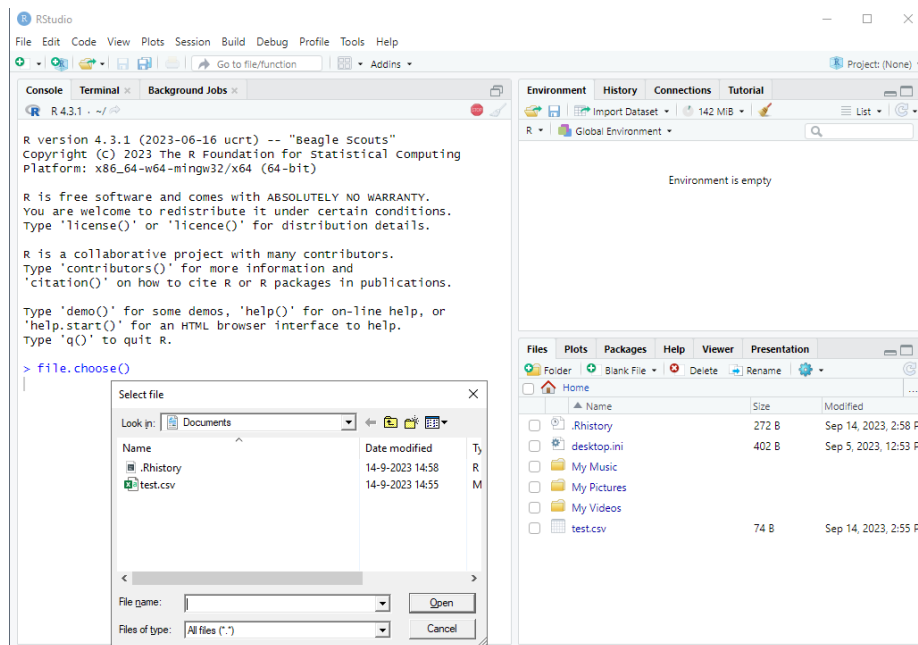 RStudio
File Edit Code View Plots Session Build Debug Profile Tools Help
Go to file/function
Addins
Project: (None)
Console Terminal Background Jobs
R 4.3.1 · ~/
R version 4.3.1 (2023-06-16 ucrt) -- "Beagle Scouts"
Copyright (C) 2023 The R Foundation for Statistical Computing
Platform: x86_64-w64-mingw32/x64 (64-bit)
R is free software and comes with ABSOLUTELY NO WARRANTY.
You are welcome to redistribute it under certain conditions.
Type 'license()' or 'licence()' for distribution details.
R is a collaborative project with many contributors.
Type 'contributors()' for more information and
'citation()' on how to cite R or R packages in publications.
Type 'demo()' for some demos, 'help()' for on-line help, or
'help.start()' for an HTML browser interface to help.
Type 'q()' to quit R.
> file.choose()
Select file
Look in: Documents
Name Date modified Ty
.Rhistory 14-9-2023 14:58 R
test.csv 14-9-2023 14:55 M
File name: Open
Files of type: All files (*.*) Cancel
Environment History Connections Tutorial
Import Dataset 142 MiB List
R Global Environment
Environment is empty
Files Plots Packages Help Viewer Presentation
Folder Blank File Delete Rename
Home ...
Name Size Modified
.Rhistory 272 B Sep 14, 2023, 2:58 P
desktop.ini 402 B Sep 5, 2023, 12:53 P
My Music
My Pictures
My Videos
test.csv 74 B Sep 14, 2023, 2:55 P